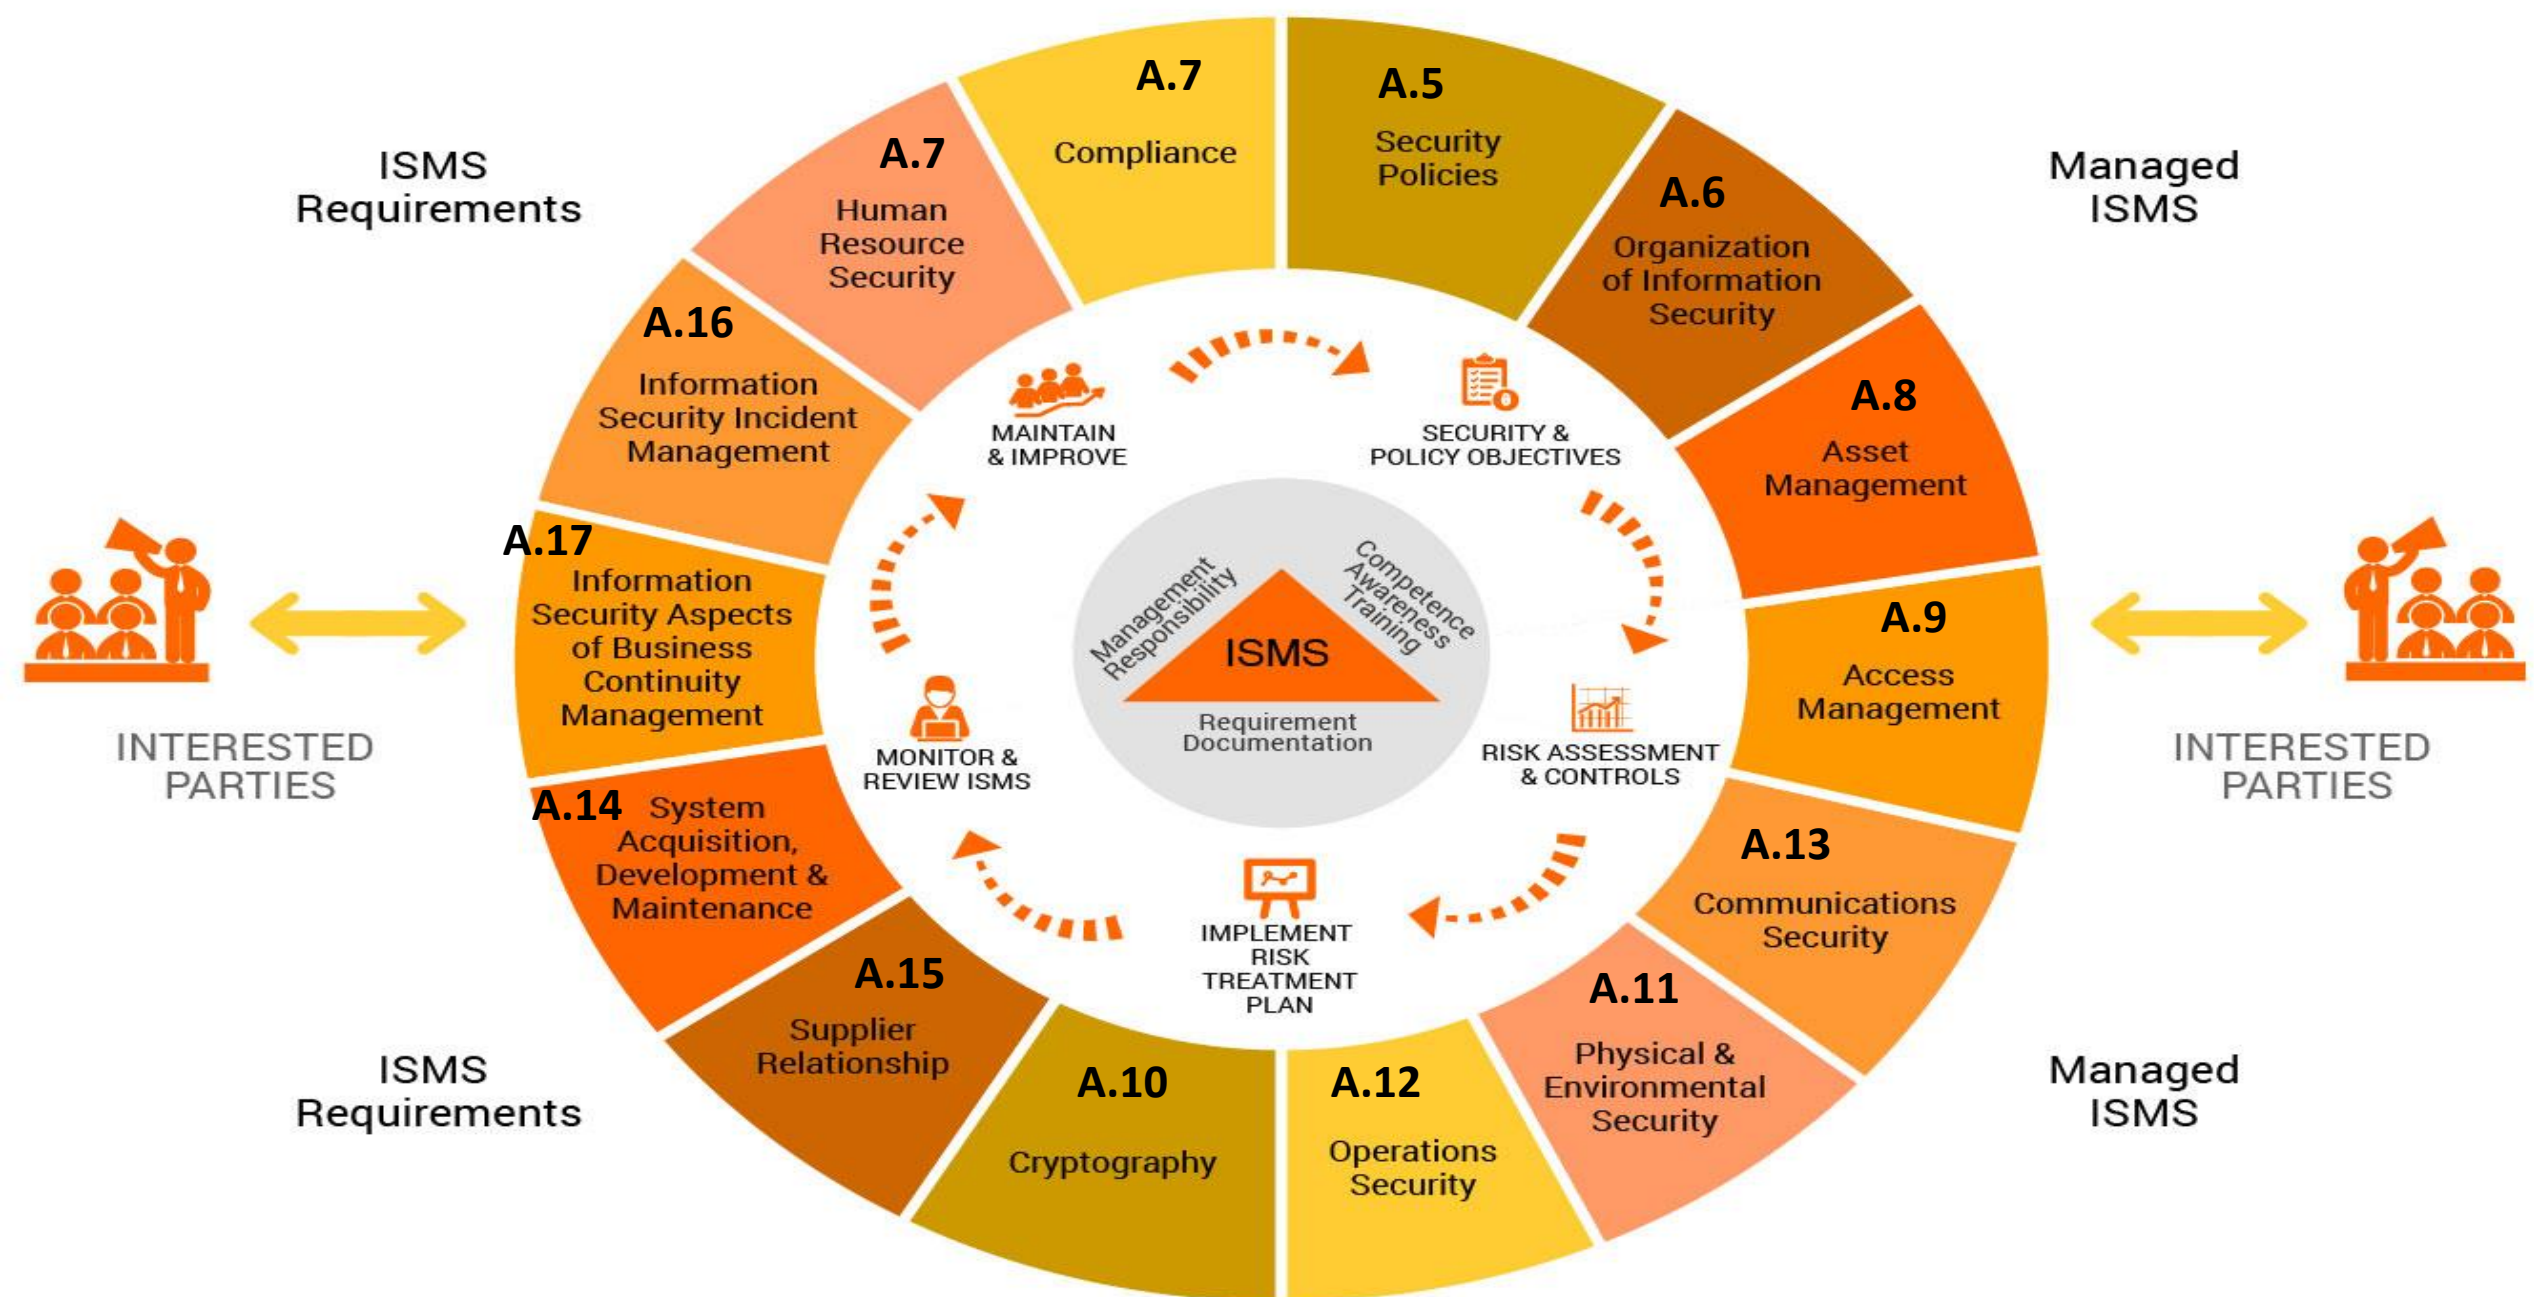 ISMS
Requirements
Managed
ISMS
A.7
Compliance
A.5
Security
Policies
A.6
Organization
of Information
Security
A.8
Asset
Management
A.9
Access
Management
A.13
Communications
Security
A.11
Physical &
Environmental
Security
A.12
Operations
Security
A.10
Cryptography
A.15
Supplier
Relationship
A.14
System
Acquisition,
Development &
Maintenance
A.17
Information
Security Aspects
of Business
Continuity
Management
A.16
Information
Security Incident
Management
A.7
Human
Resource
Security
MAINTAIN
& IMPROVE
SECURITY &
POLICY OBJECTIVES
RISK ASSESSMENT
& CONTROLS
IMPLEMENT
RISK
TREATMENT
PLAN
MONITOR &
REVIEW ISMS
Management
Responsibility
Competence
Awareness
Training
ISMS
Requirement
Documentation
INTERESTED
PARTIES
INTERESTED
PARTIES
ISMS
Requirements
Managed
ISMS